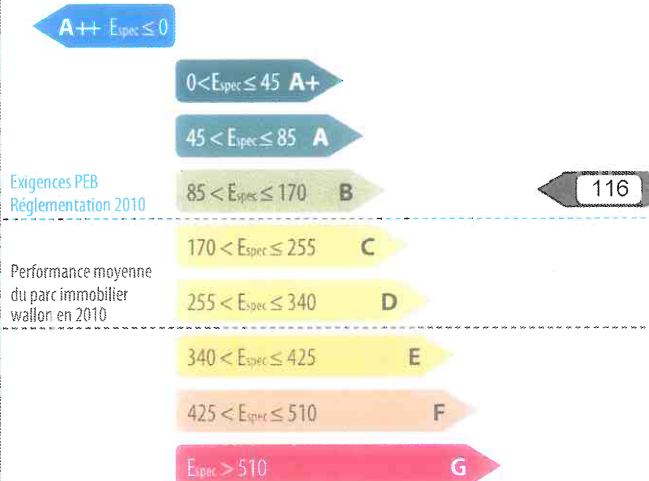 A++ Espec ≤ 0
0<Espec ≤ 45 A+
45 < Espec ≤ 85 A
Exigences PEB
Réglementation 2010
85 < Espec ≤ 170 B
116
170 < Espec ≤ 255 C
Performance moyenne
du parc immobilier
wallon en 2010
255 < Espec ≤ 340 D
340 < Espec ≤ 425 E
425 < Espec ≤ 510 F
Espec > 510 G